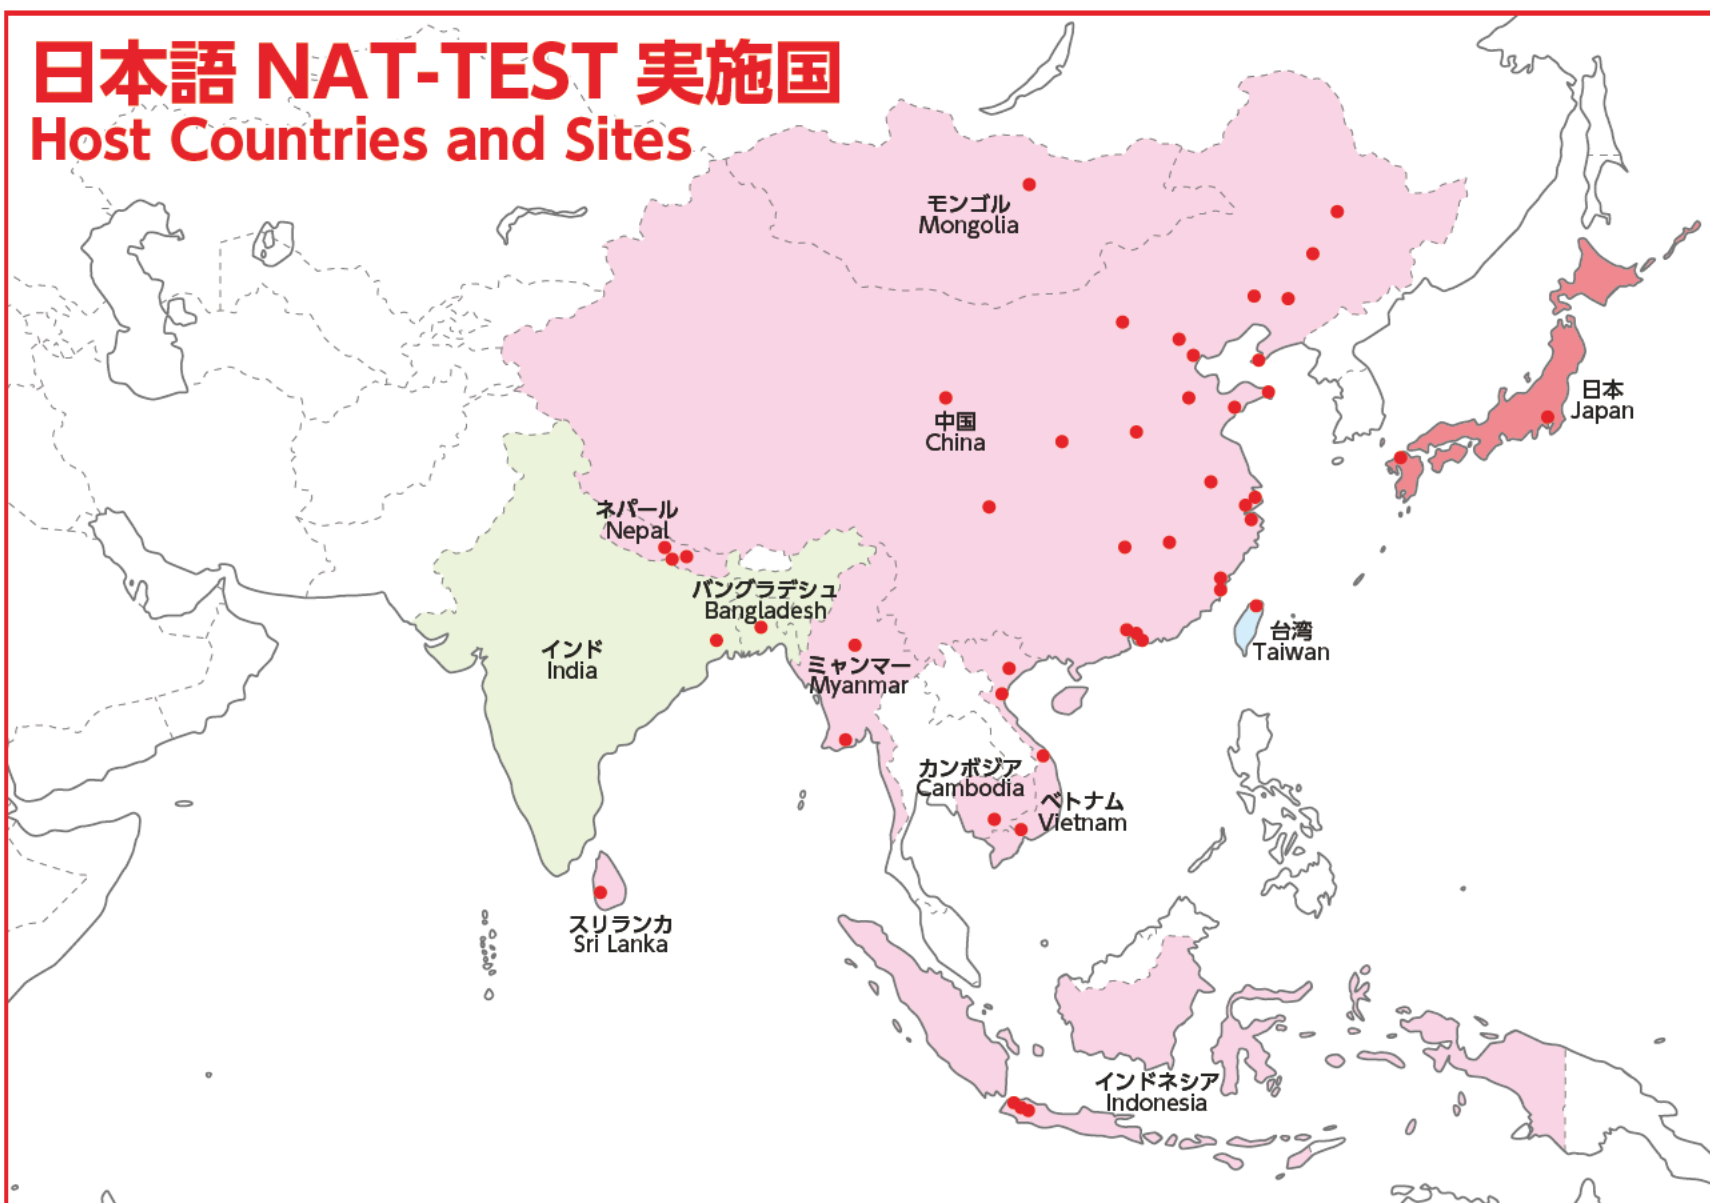 日本語 NAT-TEST 実施国
Host Countries and Sites
モンゴル
Mongolia
日本
Japan
中国
China
ネパール
Nepal
バングラデシュ
Bangladesh
インド
India
台湾
Taiwan
ミャンマー
Myanmar
カンボジア
Cambodia
ベトナム
Vietnam
スリランカ
Sri Lanka
インドネシア
Indonesia